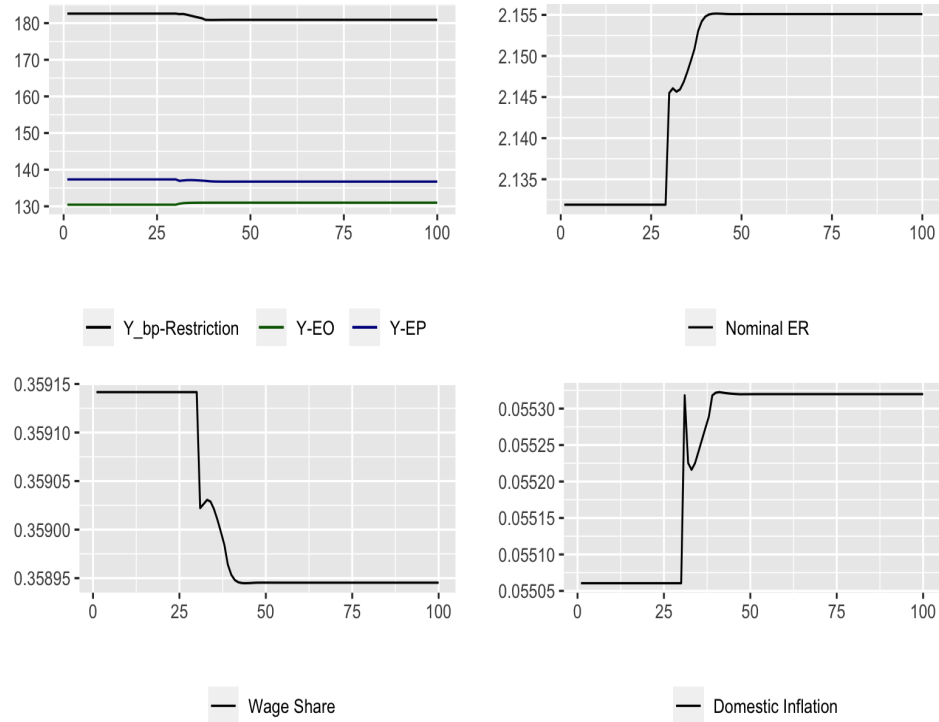 180
170
160
150
140
130
0 25 50 75 100
Y_bp-Restriction Y-EO Y-EP
2.155
2.150
2.145
2.140
2.135
0 25 50 75 100
Nominal ER
0.35915
0.35910
0.35905
0.35900
0.35895
0 25 50 75 100
Wage Share
0.05530
0.05525
0.05520
0.05515
0.05510
0.05505
0 25 50 75 100
Domestic Inflation